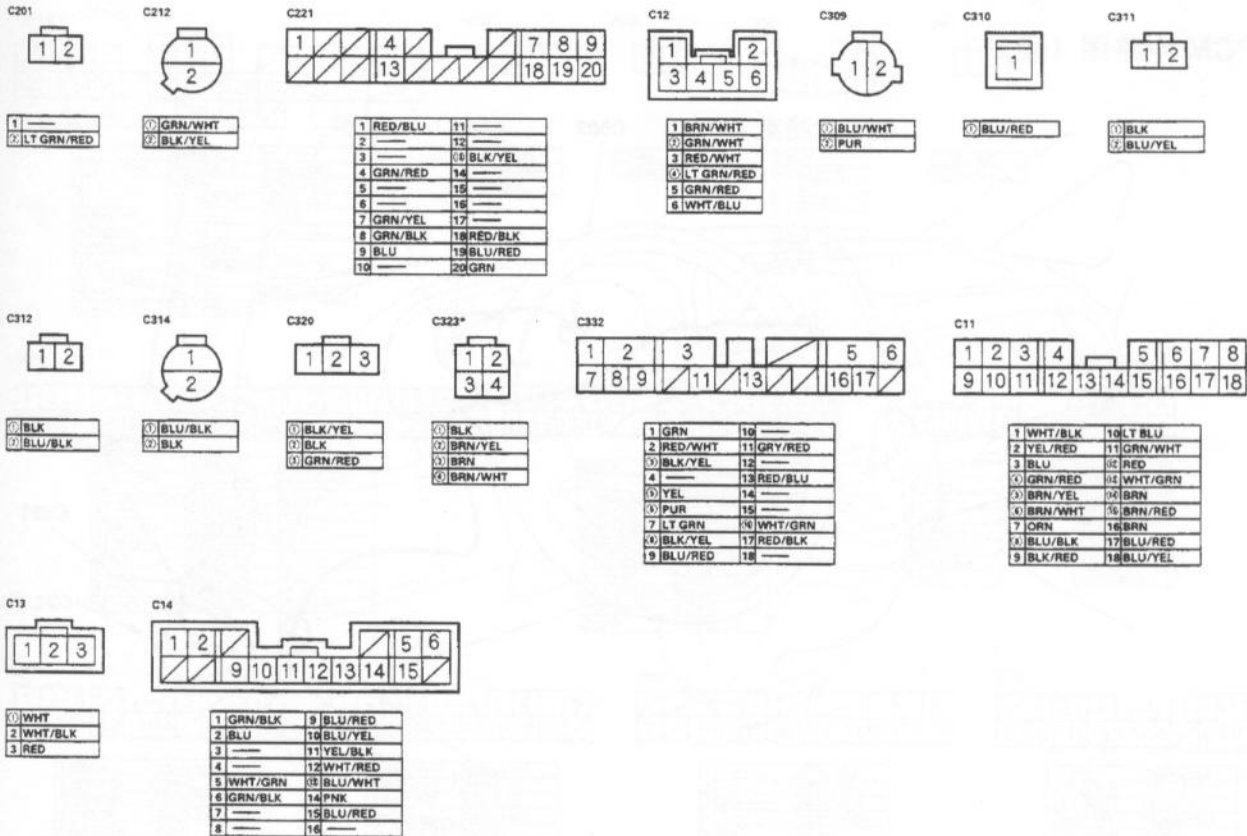 C201 C212 C221 C12 C309 C310 C311
1 2
1
2
1 4 7 8 9
13 18 19 20
1 2
3 4 5 6
1 2
1
1 2
1 —
② LT GRN/RED
① GRN/WHT
② BLK/YEL
1 RED/BLU 11 —
2 — 12 —
3 — ⑬ BLK/YEL
4 GRN/RED 14 —
5 — 15 —
6 — 16 —
7 GRN/YEL 17 —
8 GRN/BLK 18 RED/BLK
9 BLU 19 BLU/RED
10 — 20 GRN
1 BRN/WHT
② GRN/WHT
3 RED/WHT
④ LT GRN/RED
5 GRN/RED
6 WHT/BLU
① BLU/WHT
② PUR
① BLU/RED
① BLK
② BLU/YEL
C312 C314 C320 C323* C332 C11
1 2
1
2
1 2 3
1 2
3 4
1 2 3 5 6
7 8 9 11 13 16 17
1 2 3 4 5 6 7 8
9 10 11 12 13 14 15 16 17 18
① BLK
② BLU/BLK
① BLU/BLK
② BLK
① BLK/YEL
② BLK
③ GRN/RED
① BLK
② BRN/YEL
③ BRN
④ BRN/WHT
1 GRN 10 —
2 RED/WHT 11 GRY/RED
③ BLK/YEL 12 —
4 — 13 RED/BLU
⑤ YEL 14 —
⑥ PUR 15 —
7 LT GRN ⑯ WHT/GRN
⑧ BLK/YEL 17 RED/BLK
9 BLU/RED 18 —
1 WHT/BLK 10 LT BLU
2 YEL/RED 11 GRN/WHT
3 BLU ⑫ RED
④ GRN/RED ⑬ WHT/GRN
⑤ BRN/YEL ⑭ BRN
⑥ BRN/WHT ⑮ BRN/RED
7 ORN 16 BRN
⑧ BLU/BLK 17 BLU/RED
9 BLK/RED 18 BLU/YEL
C13 C14
1 2 3
1 2 5 6
9 10 11 12 13 14 15
① WHT
2 WHT/BLK
3 RED
1 GRN/BLK 9 BLU/RED
2 BLU 10 BLU/YEL
3 — 11 YEL/BLK
4 — 12 WHT/RED
5 WHT/GRN ⑬ BLU/WHT
6 GRN/BLK 14 PNK
7 — 15 BLU/RED
8 — 16 —